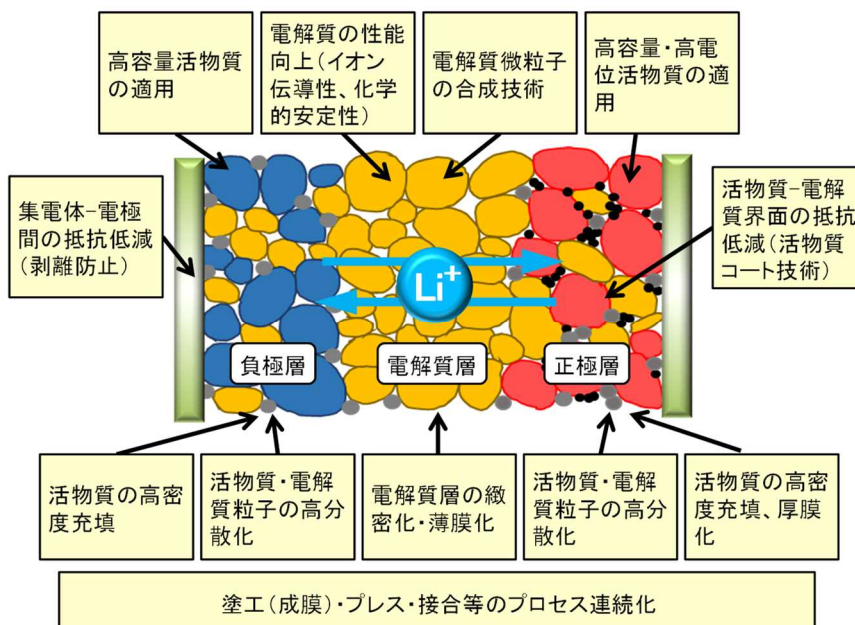 高容量活物質
の適用
電解質の性能
向上(イオン
伝導性、化学
的安定性)
電解質微粒子
の合成技術
高容量・高電
位活物質の適
用
集電体-電極
間の抵抗低減
(剥離防止)
活物質-電解
質界面の抵抗
低減(活物質
コート技術)
Li+
負極層
電解質層
正極層
活物質の高密
度充填
活物質・電解
質粒子の高分
散化
電解質層の緻
密化・薄膜化
活物質・電解
質粒子の高分
散化
活物質の高密
度充填、厚膜
化
塗工(成膜)・プレス・接合等のプロセス連続化